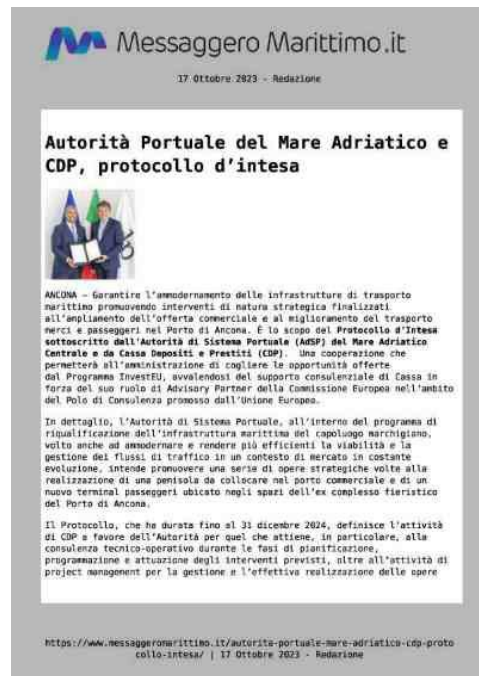 Messaggero Marittimo.it
17 Ottobre 2023 - Redazione
Autorità Portuale del Mare Adriatico e
CDP, protocollo d'intesa
ANCONA – Garantire l'ammodernamento delle infrastrutture di trasporto
marittimo promuovendo interventi di natura strategica finalizzati
all'ampliamento dell'offerta commerciale e al miglioramento del trasporto
merci e passeggeri nel Porto di Ancona. È lo scopo del Protocollo d'Intesa
sottoscritto dall'Autorità di Sistema Portuale (AdSP) del Mare Adriatico
Centrale e da Cassa Depositi e Prestiti (CDP). Una cooperazione che
permetterà all'amministrazione di cogliere le opportunità offerte
dal Programma InvestEU, avvalendosi del supporto consulenziale di Cassa in
forza del suo ruolo di Advisory Partner della Commissione Europea nell'ambito
del Polo di Consulenza promosso dall'Unione Europea.
In dettaglio, l'Autorità di Sistema Portuale, all'interno del programma di
riqualificazione dell'infrastruttura marittima del capoluogo marchigiano,
volto anche ad ammodernare e rendere più efficienti la viabilità e la
gestione dei flussi di traffico in un contesto di mercato in costante
evoluzione, intende promuovere una serie di opere strategiche volte alla
realizzazione di una penisola da collocare nel porto commerciale e di un
nuovo terminal passeggeri ubicato negli spazi dell'ex complesso fieristico
del Porto di Ancona.
Il Protocollo, che ha durata fino al 31 dicembre 2024, definisce l'attività
di CDP a favore dell'Autorità per quel che attiene, in particolare, alla
consulenza tecnico-operativo durante le fasi di pianificazione,
programmazione e attuazione degli interventi previsti, oltre all'attività di
project management per la gestione e l'effettiva realizzazione delle opere
https://www.messaggeromarittimo.it/autorita-portuale-mare-adriatico-cdp-proto
collo-intesa/ | 17 Ottobre 2023 - Redazione